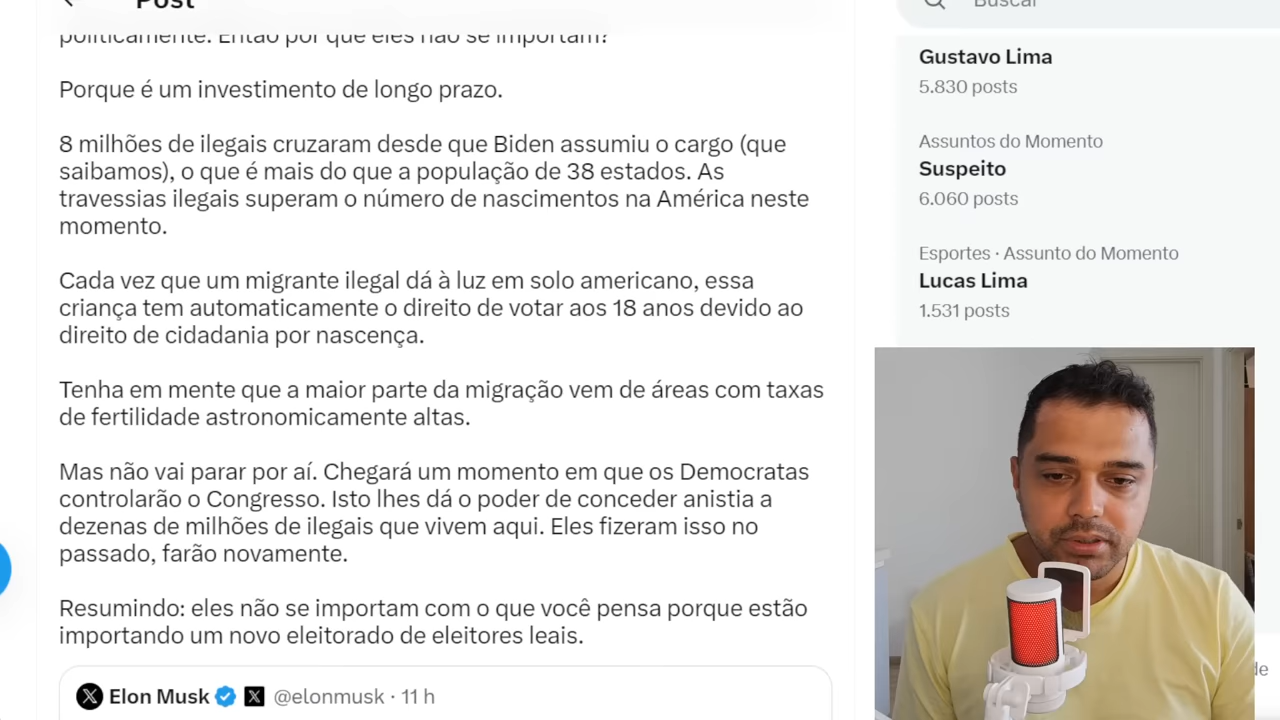 Post
politicamente. Então por que eles não se importam?
Porque é um investimento de longo prazo.
8 milhões de ilegais cruzaram desde que Biden assumiu o cargo (que
saibamos), o que é mais do que a população de 38 estados. As
travessias ilegais superam o número de nascimentos na América neste
momento.
Cada vez que um migrante ilegal dá à luz em solo americano, essa
criança tem automaticamente o direito de votar aos 18 anos devido ao
direito de cidadania por nascença.
Tenha em mente que a maior parte da migração vem de áreas com taxas
de fertilidade astronomicamente altas.
Mas não vai parar por aí. Chegará um momento em que os Democratas
controlarão o Congresso. Isto lhes dá o poder de conceder anistia a
dezenas de milhões de ilegais que vivem aqui. Eles fizeram isso no
passado, farão novamente.
Resumindo: eles não se importam com o que você pensa porque estão
importando um novo eleitorado de eleitores leais.
Elon Musk @elonmusk · 11 h
Buscar
Gustavo Lima
5.830 posts
Assuntos do Momento
Suspeito
6.060 posts
Esportes · Assunto do Momento
Lucas Lima
1.531 posts
de